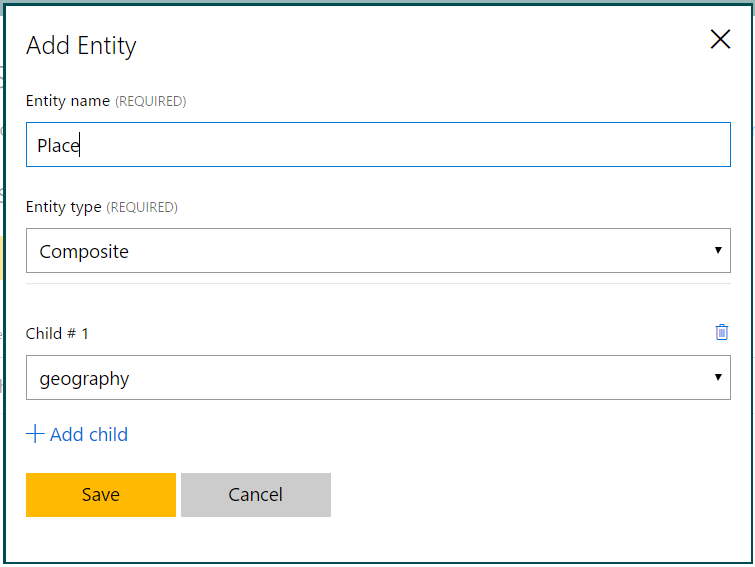 Add Entity
Entity name (REQUIRED)
Place
Entity type (REQUIRED)
Composite
Child # 1
geography
Add child
Save Cancel